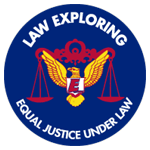 LAW EXPLORING
E
EQUAL JUSTICE UNDER LAW